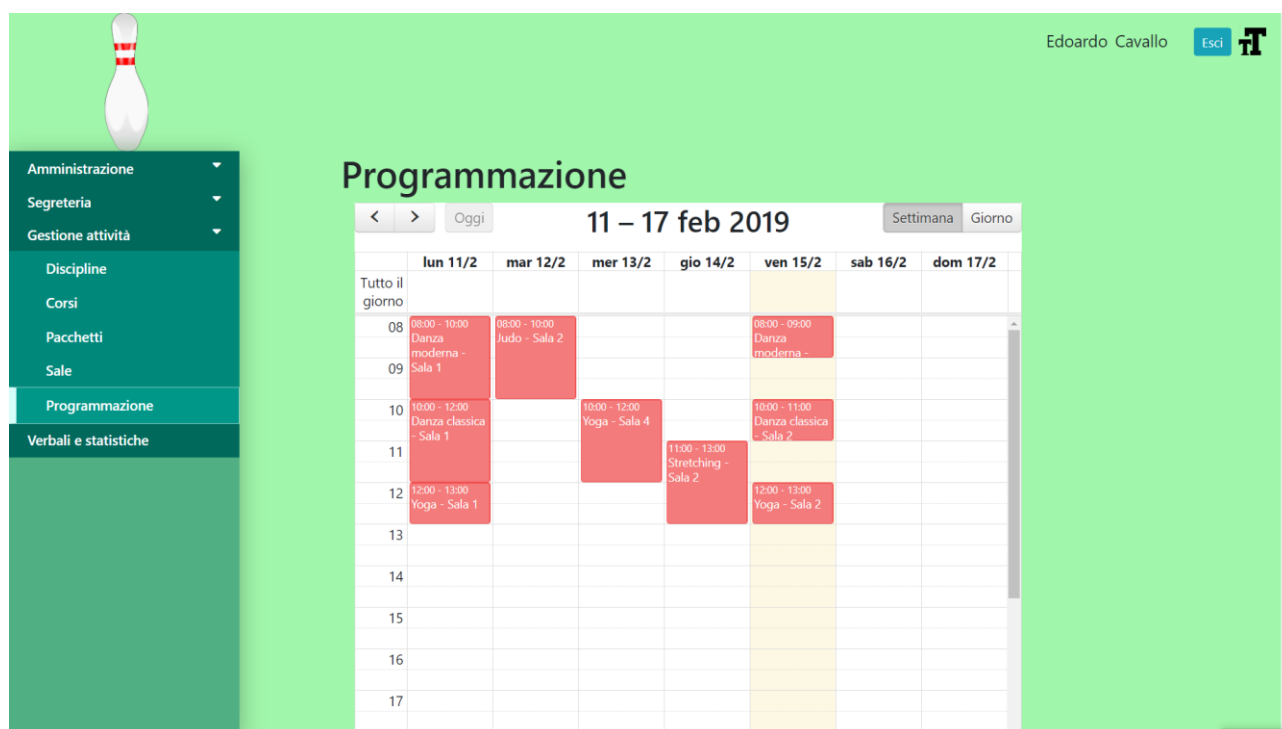 Edoardo Cavallo
Esci
Amministrazione
Segreteria
Gestione attività
Discipline
Corsi
Pacchetti
Sale
Programmazione
Verbali e statistiche
Programmazione
Oggi
11 – 17 feb 2019
Settimana
Giorno
lun 11/2
mar 12/2
mer 13/2
gio 14/2
ven 15/2
sab 16/2
dom 17/2
Tutto il
giorno
08
09
10
11
12
13
14
15
16
17
08:00 - 10:00
Danza
moderna -
Sala 1
10:00 - 12:00
Danza classica
- Sala 1
12:00 - 13:00
Yoga - Sala 1
08:00 - 10:00
Judo - Sala 2
10:00 - 12:00
Yoga - Sala 4
11:00 - 13:00
Stretching -
Sala 2
08:00 - 09:00
Danza
moderna -
10:00 - 11:00
Danza classica
- Sala 2
12:00 - 13:00
Yoga - Sala 2